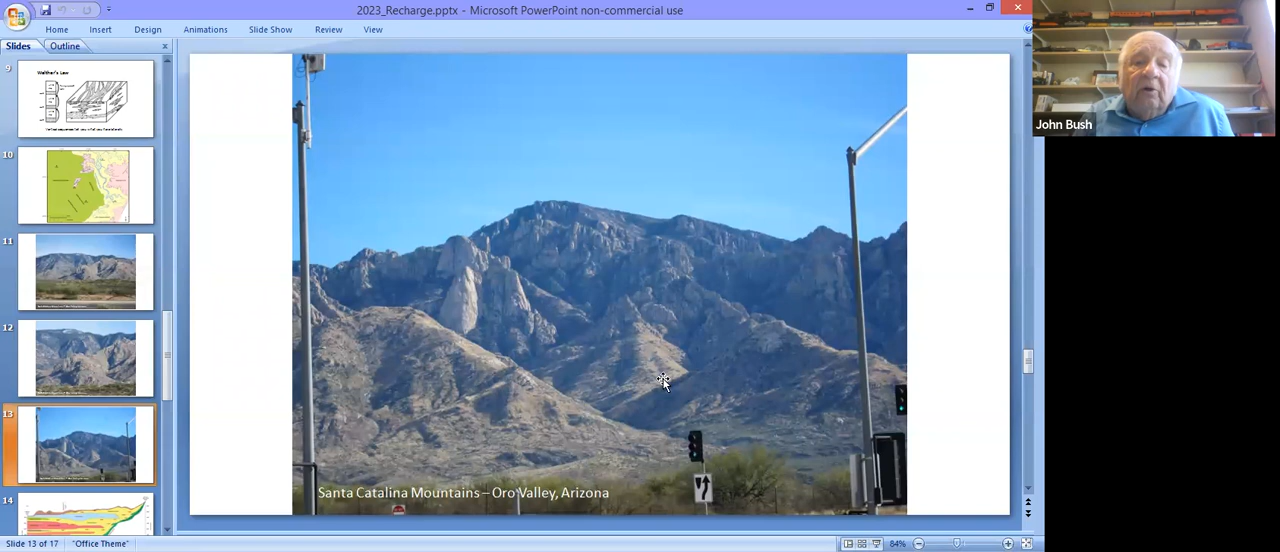 2023_Recharge.pptx - Microsoft PowerPoint non-commercial use
Home Insert Design Animations Slide Show Review View
Slides Outline
9
Walther's Law
10
11
12
13
14
Santa Catalina Mountains – Oro Valley, Arizona
John Bush
Slide 13 of 17 "Office Theme" 84%